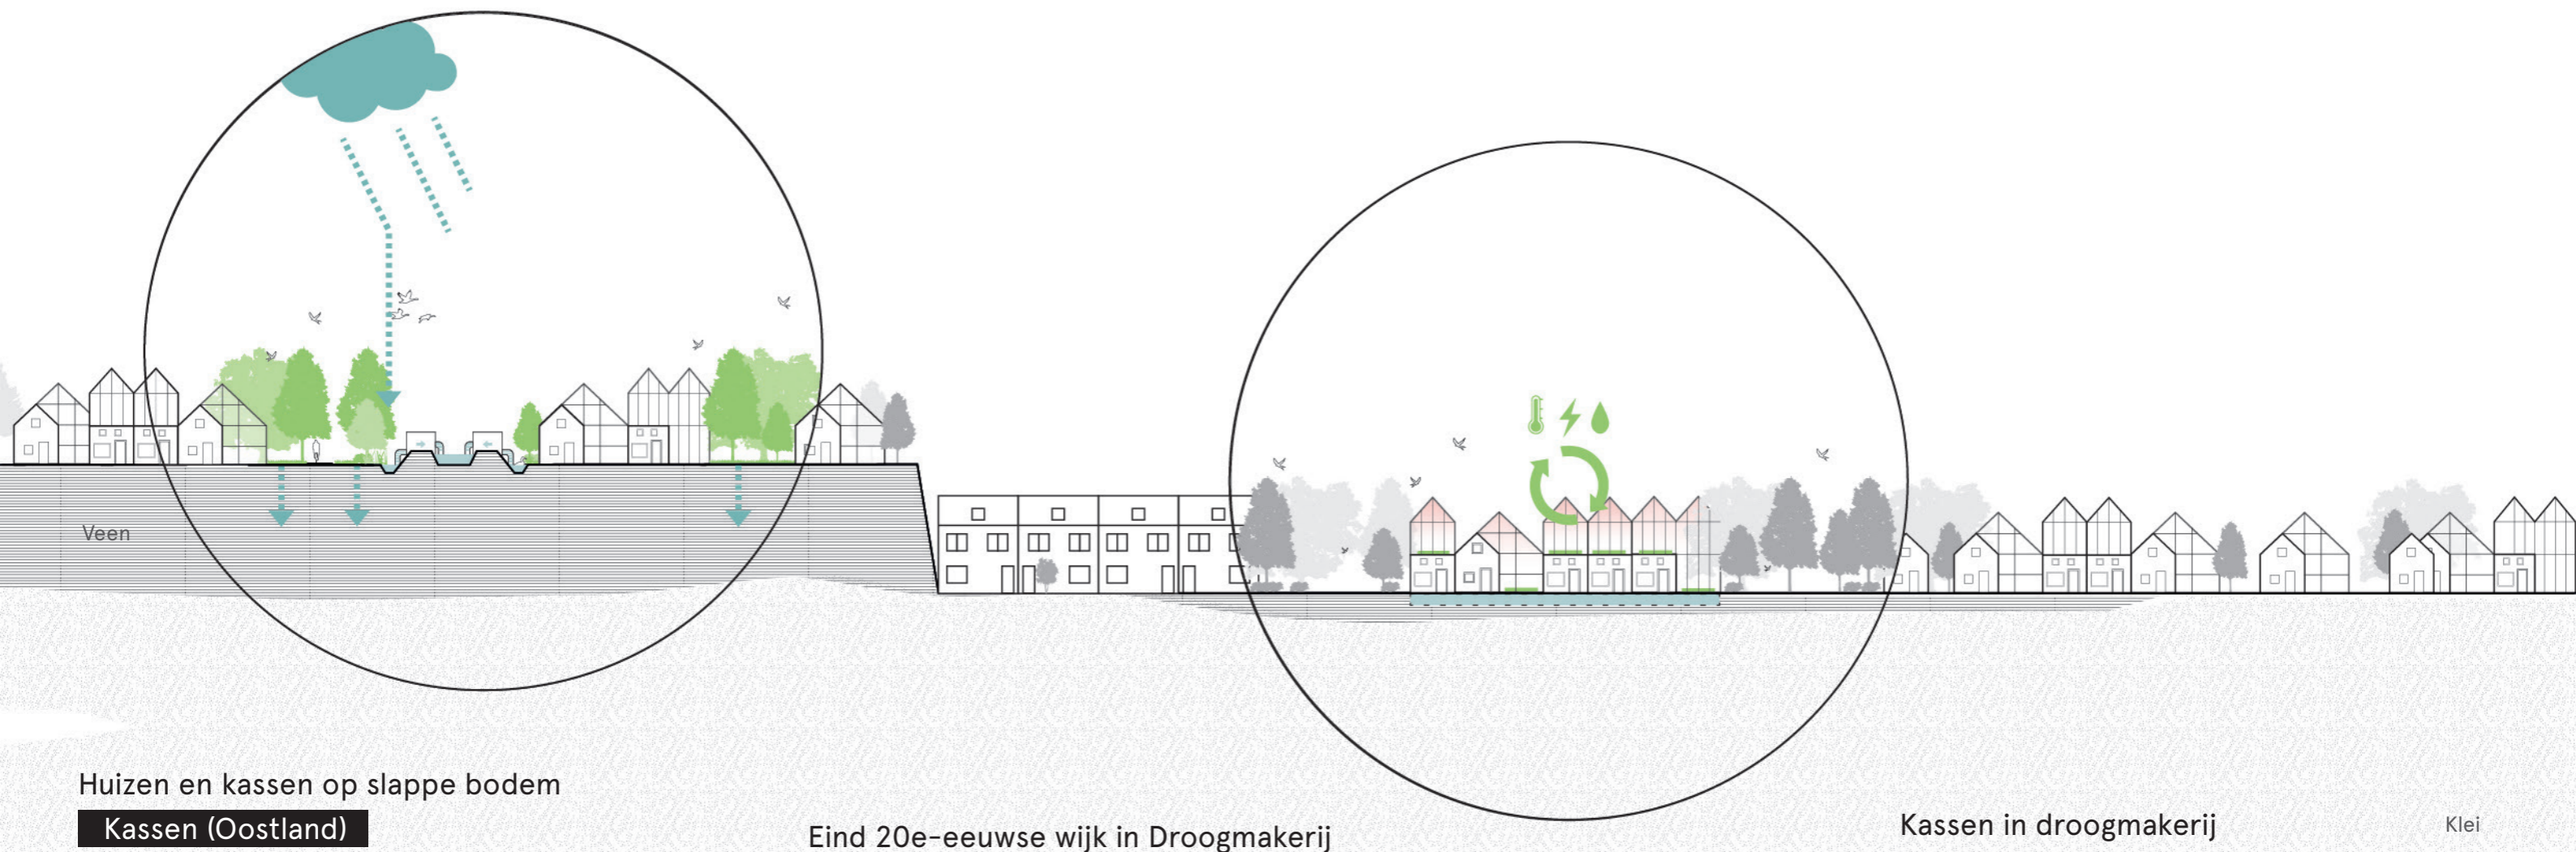 Veen
Huizen en kassen op slappe bodem
Kassen (Oostland)
Eind 20e-eeuwse wijk in Droogmakerij
Kassen in droogmakerij
Klei